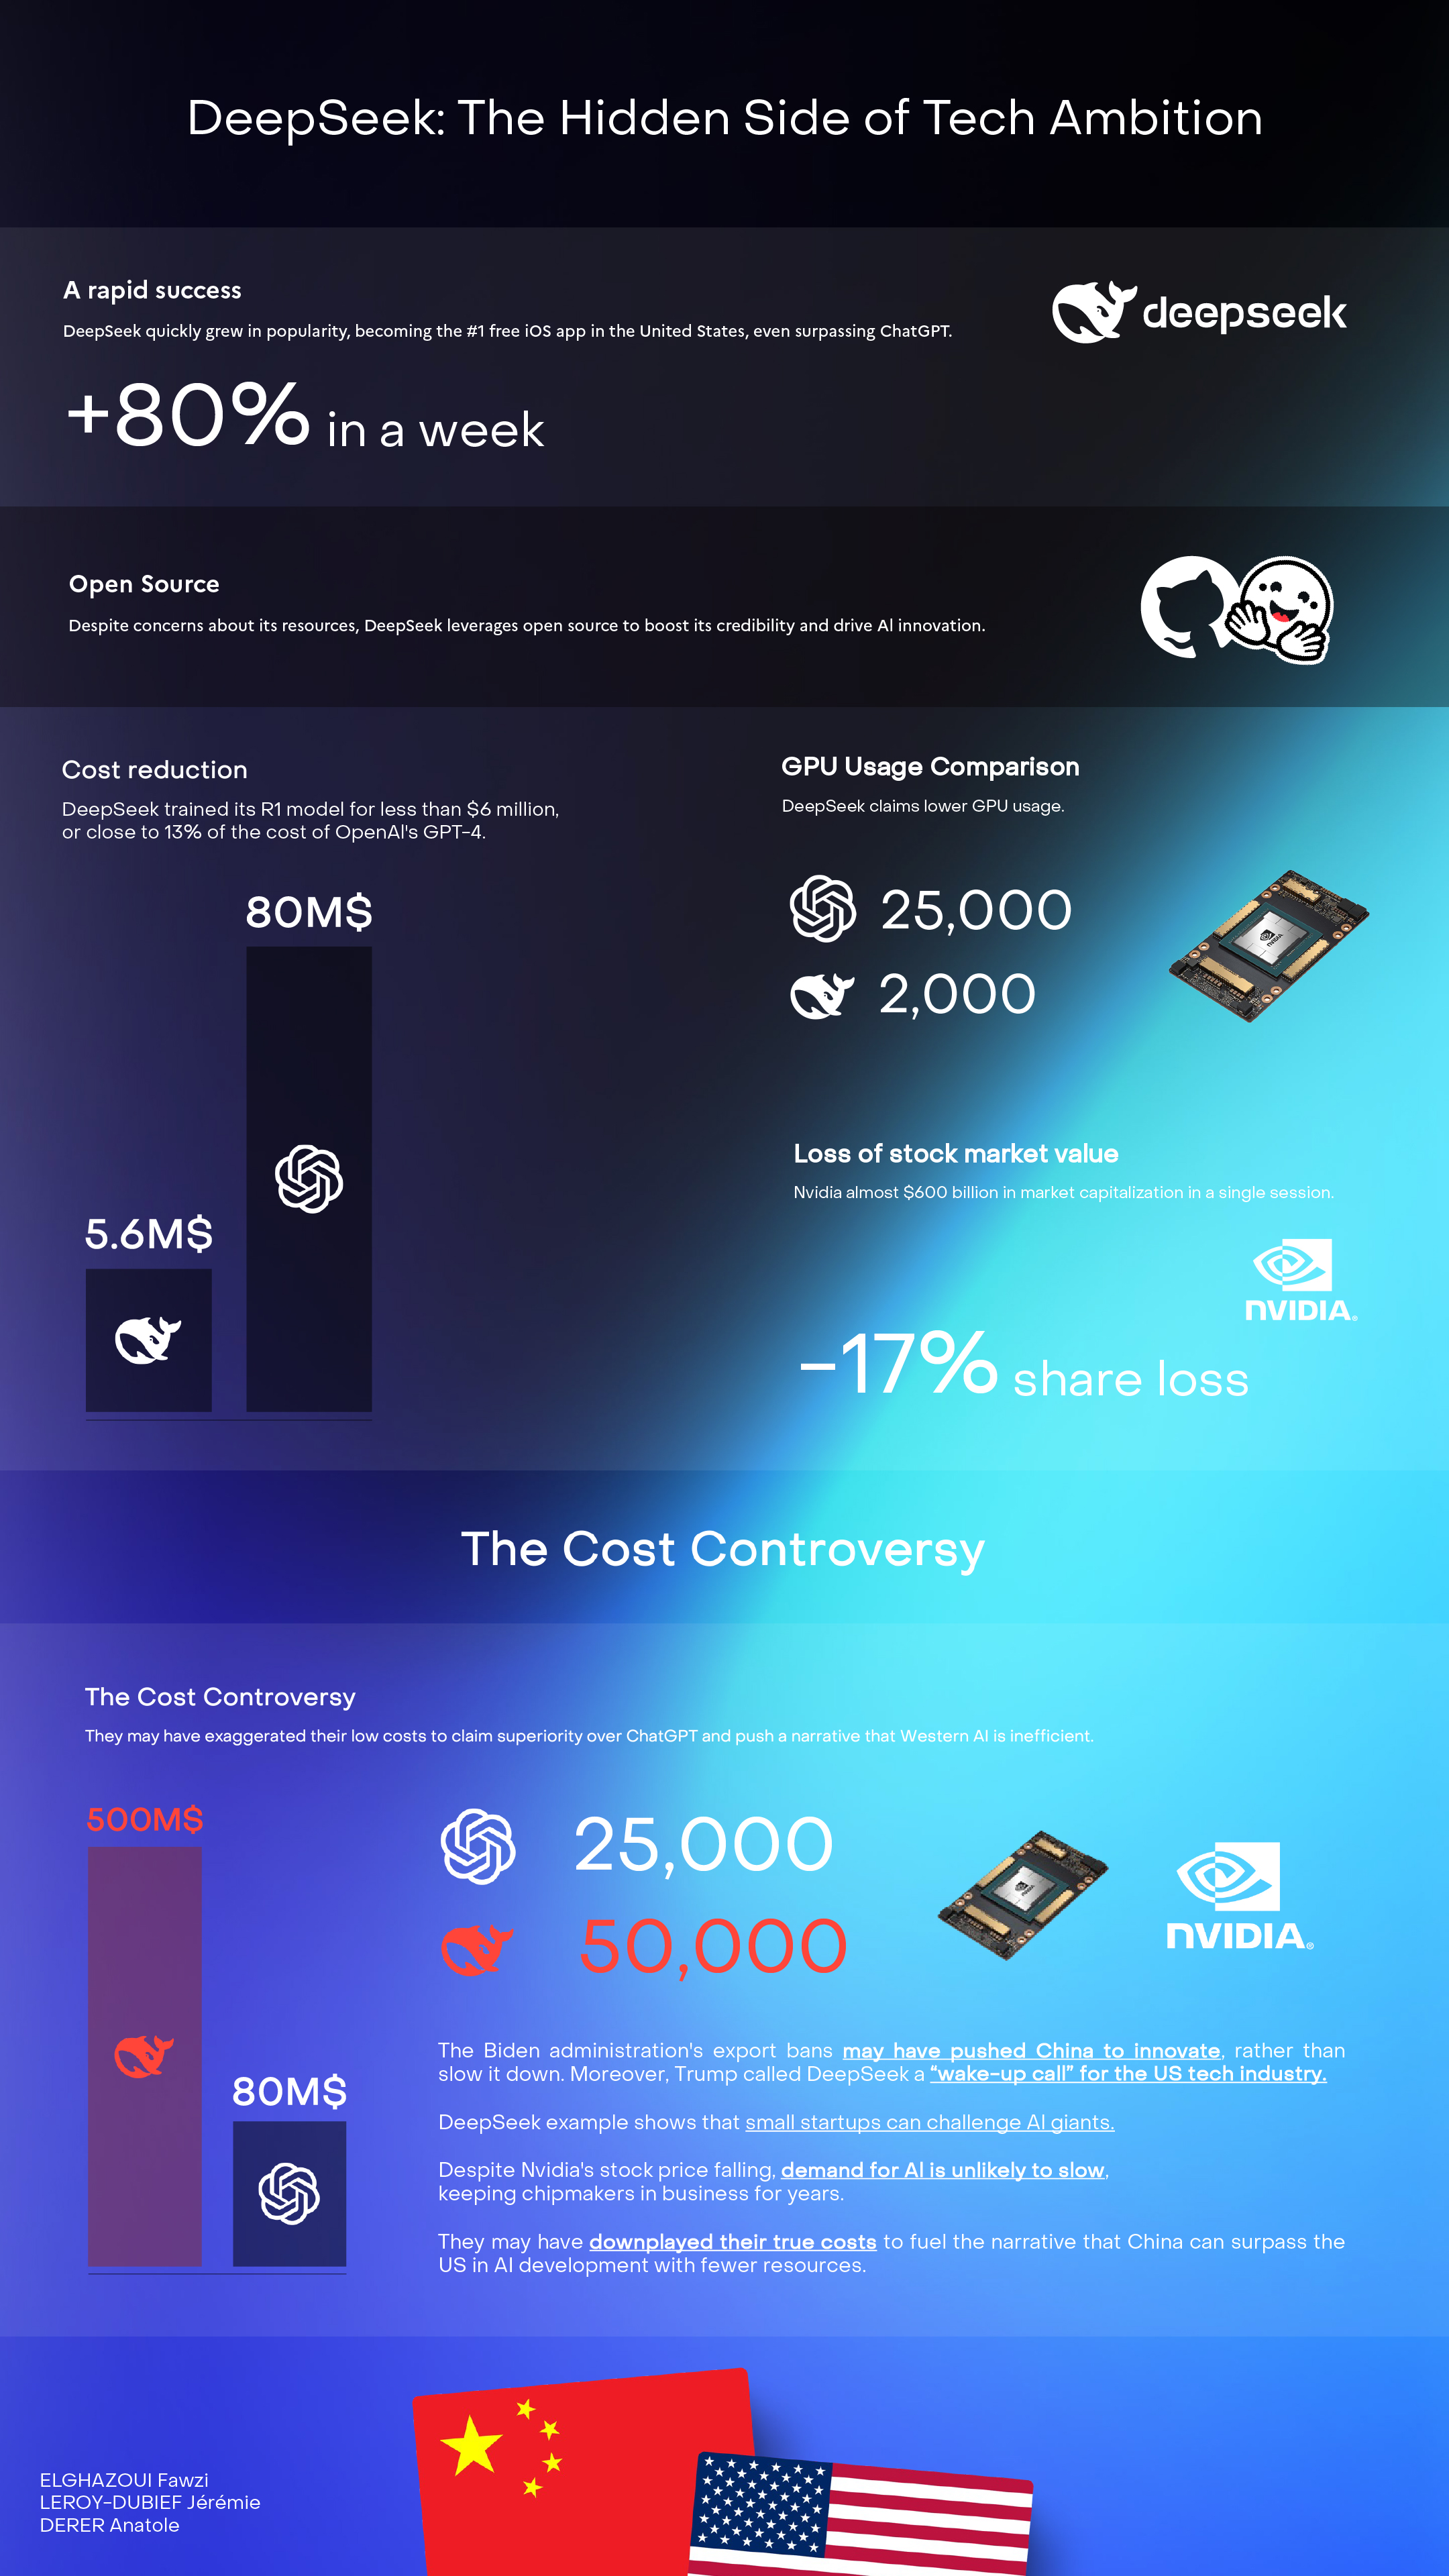 DeepSeek: The Hidden Side of Tech Ambition
A rapid success
DeepSeek quickly grew in popularity, becoming the #1 free iOS app in the United States, even surpassing ChatGPT.
deepseek
+80% in a week
Open Source
Despite concerns about its resources, DeepSeek leverages open source to boost its credibility and drive AI innovation.
Cost reduction
DeepSeek trained its R1 model for less than $6 million,
or close to 13% of the cost of OpenAI's GPT-4.
80M$
5.6M$
GPU Usage Comparison
DeepSeek claims lower GPU usage.
25,000
2,000
NVIDIA
Loss of stock market value
Nvidia almost $600 billion in market capitalization in a single session.
NVIDIA®
-17% share loss
The Cost Controversy
The Cost Controversy
They may have exaggerated their low costs to claim superiority over ChatGPT and push a narrative that Western AI is inefficient.
500M$
80M$
25,000
50,000
NVIDIA
NVIDIA®
The Biden administration's export bans may have pushed China to innovate, rather than
slow it down. Moreover, Trump called DeepSeek a “wake-up call” for the US tech industry.
DeepSeek example shows that small startups can challenge AI giants.
Despite Nvidia's stock price falling, demand for AI is unlikely to slow,
keeping chipmakers in business for years.
They may have downplayed their true costs to fuel the narrative that China can surpass the
US in AI development with fewer resources.
ELGHAZOUI Fawzi
LEROY-DUBIEF Jérémie
DERER Anatole